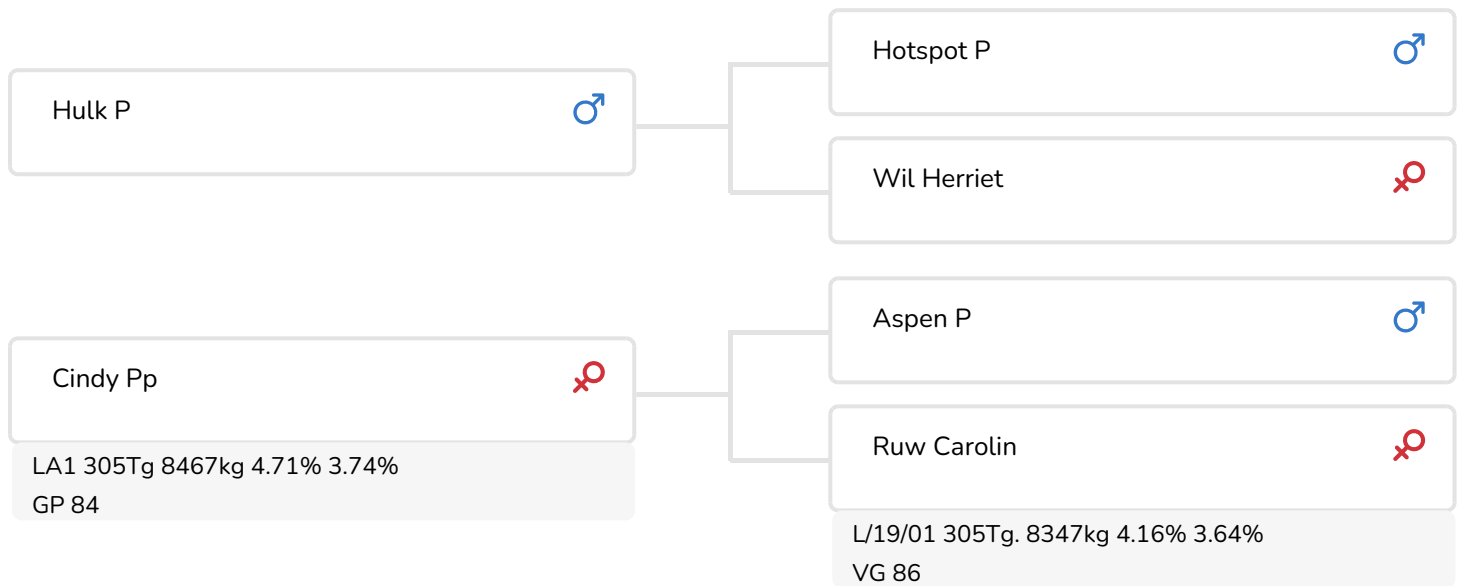 Hotspot P
Hulk P
Wil Herriet
Aspen P
Cindy Pp
Ruw Carolin
LA1 305Tg 8467kg 4.71% 3.74%
GP 84
L/19/01 305Tg. 8347kg 4.16% 3.64%
VG 86